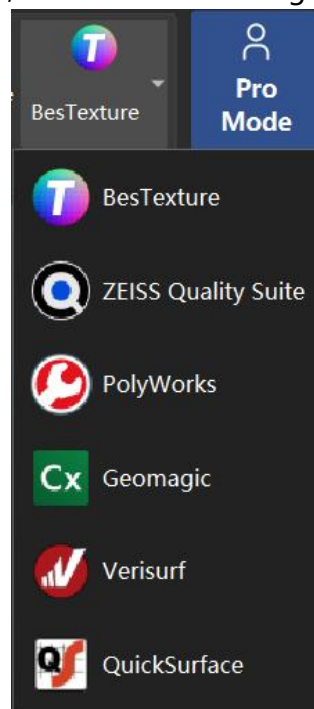 T
BesTexture
Pro
Mode
T
BesTexture
ZEISS Quality Suite
PolyWorks
Cx
Geomagic
Verisurf
QS
QuickSurface